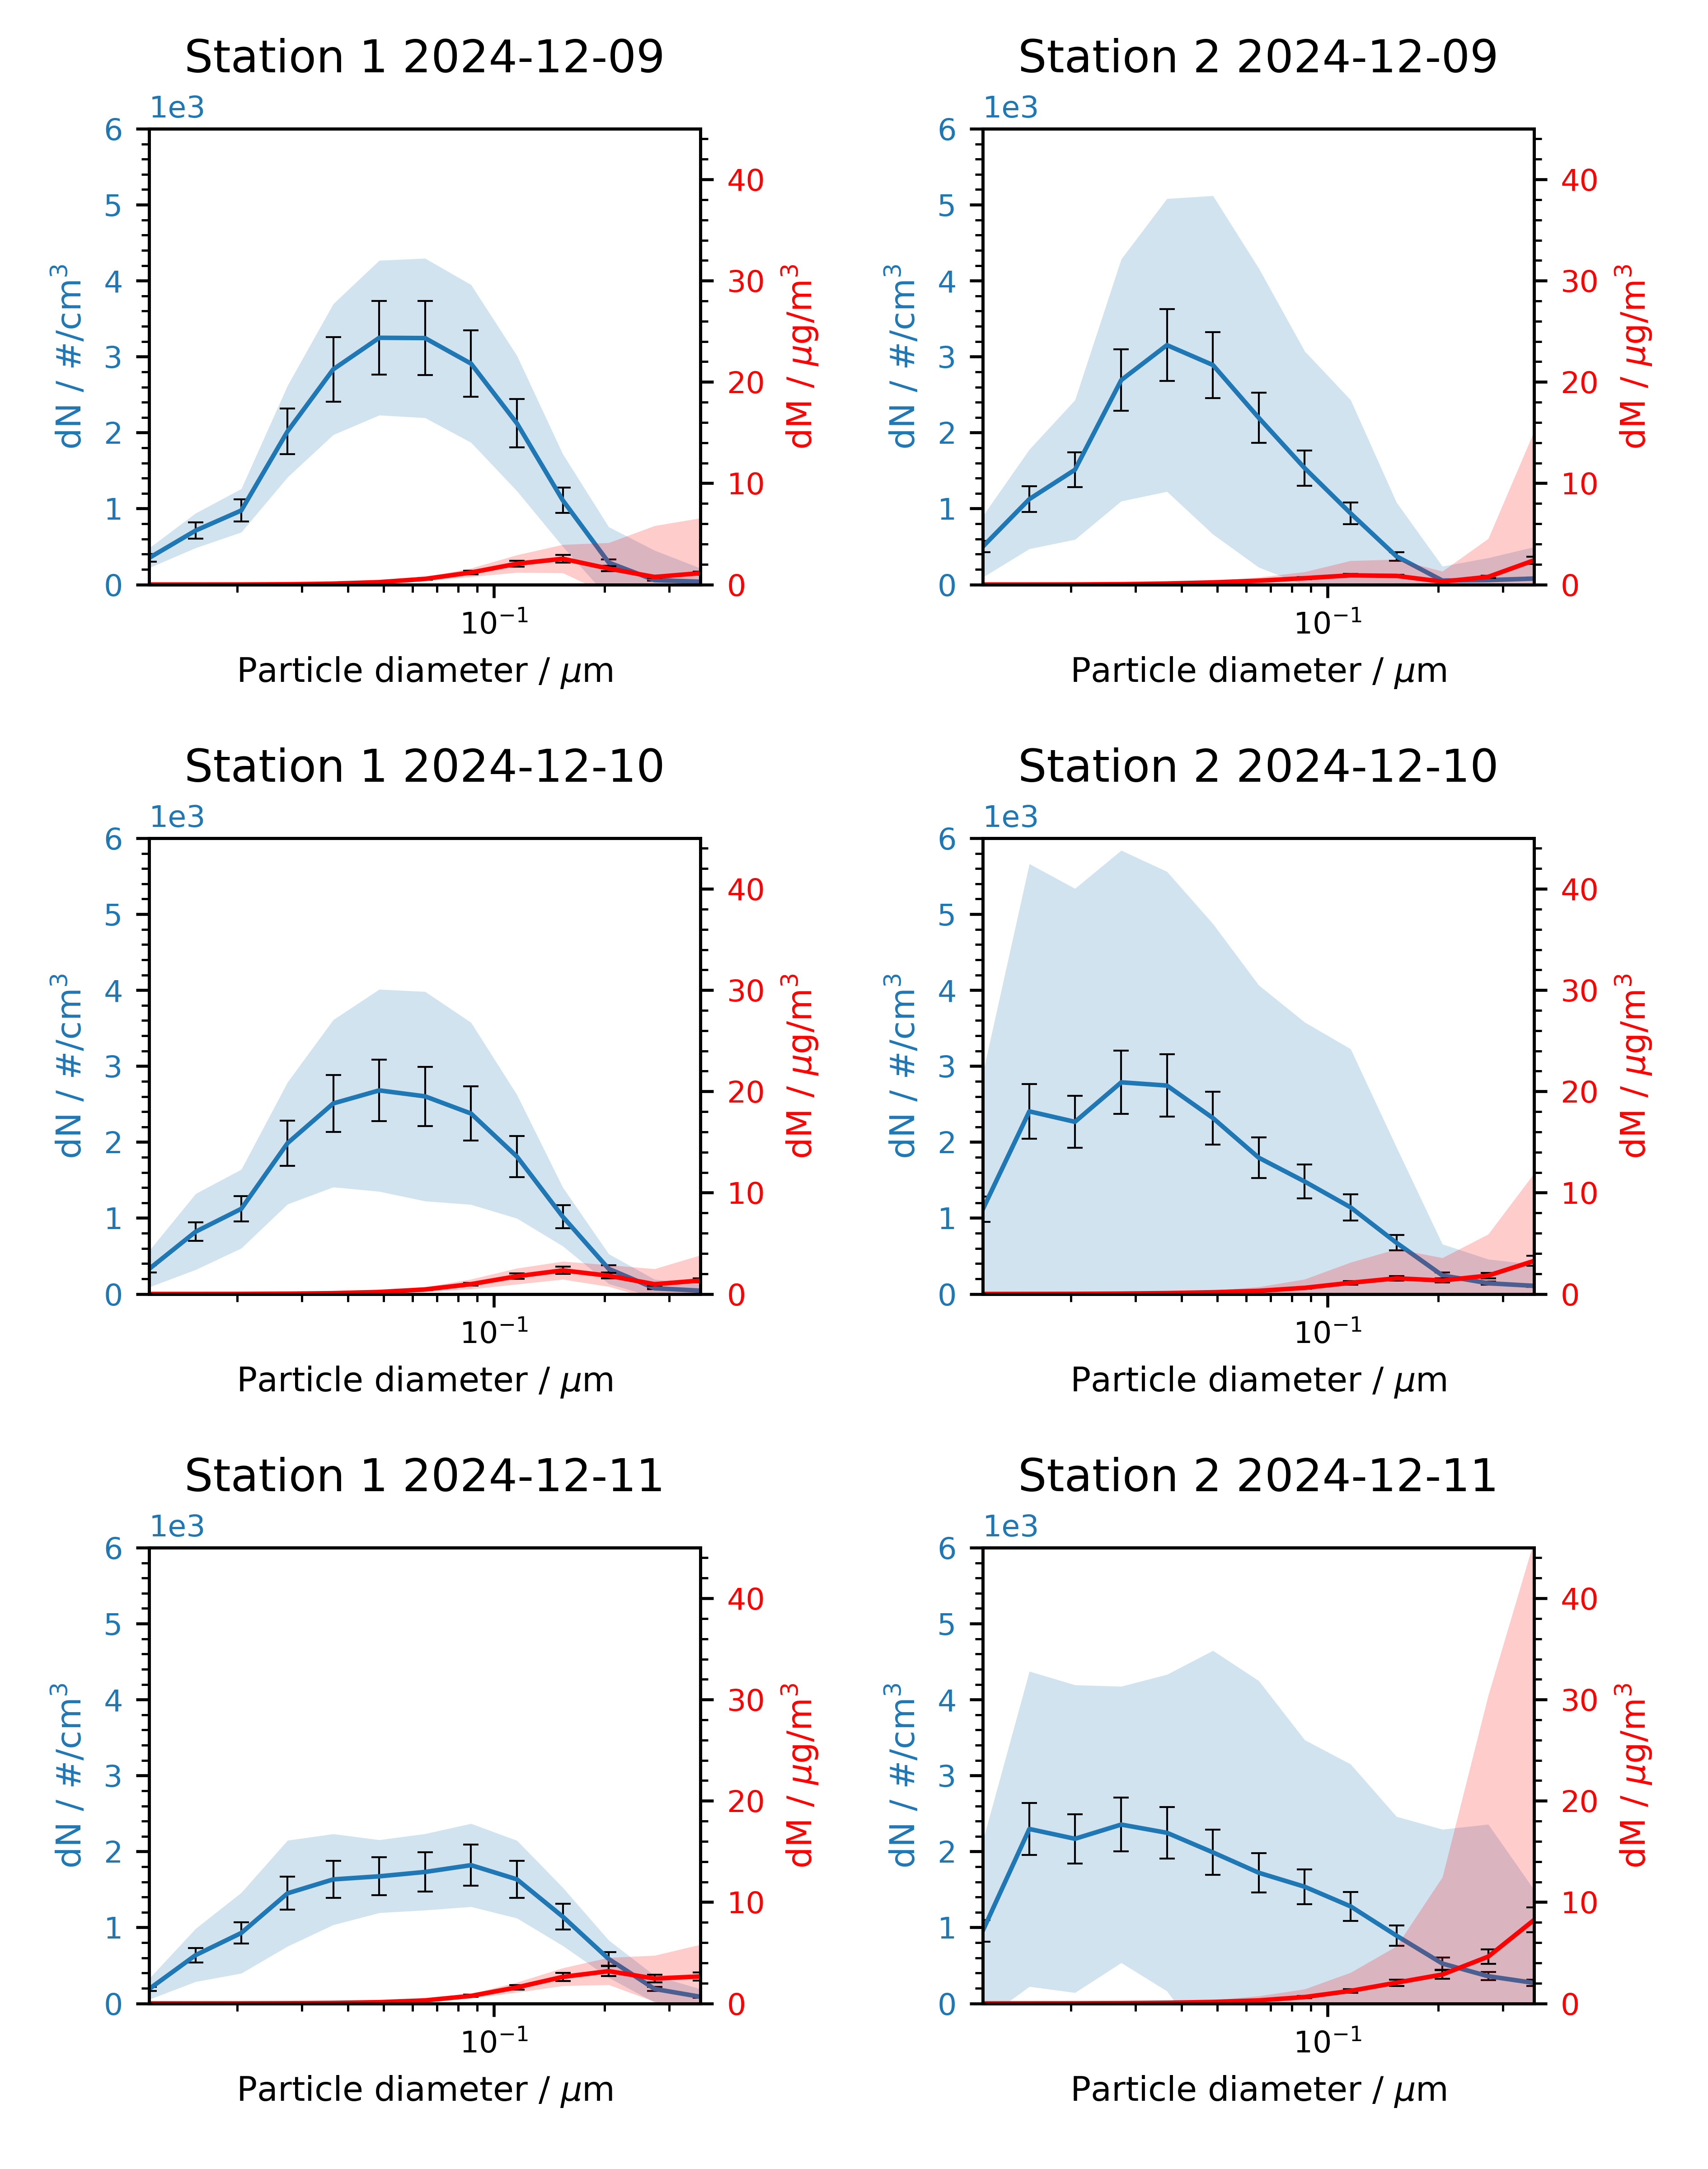 Station 1 2024-12-09
1e3
6
5
4
3
2
1
0
dN / #/cm³
40
30
20
10
0
dM / μg/m³
10⁻¹
Particle diameter / μm
Station 2 2024-12-09
1e3
6
5
4
3
2
1
0
dN / #/cm³
40
30
20
10
0
dM / μg/m³
10⁻¹
Particle diameter / μm
Station 1 2024-12-10
1e3
6
5
4
3
2
1
0
dN / #/cm³
40
30
20
10
0
dM / μg/m³
10⁻¹
Particle diameter / μm
Station 2 2024-12-10
1e3
6
5
4
3
2
1
0
dN / #/cm³
40
30
20
10
0
dM / μg/m³
10⁻¹
Particle diameter / μm
Station 1 2024-12-11
1e3
6
5
4
3
2
1
0
dN / #/cm³
40
30
20
10
0
dM / μg/m³
10⁻¹
Particle diameter / μm
Station 2 2024-12-11
1e3
6
5
4
3
2
1
0
dN / #/cm³
40
30
20
10
0
dM / μg/m³
10⁻¹
Particle diameter / μm